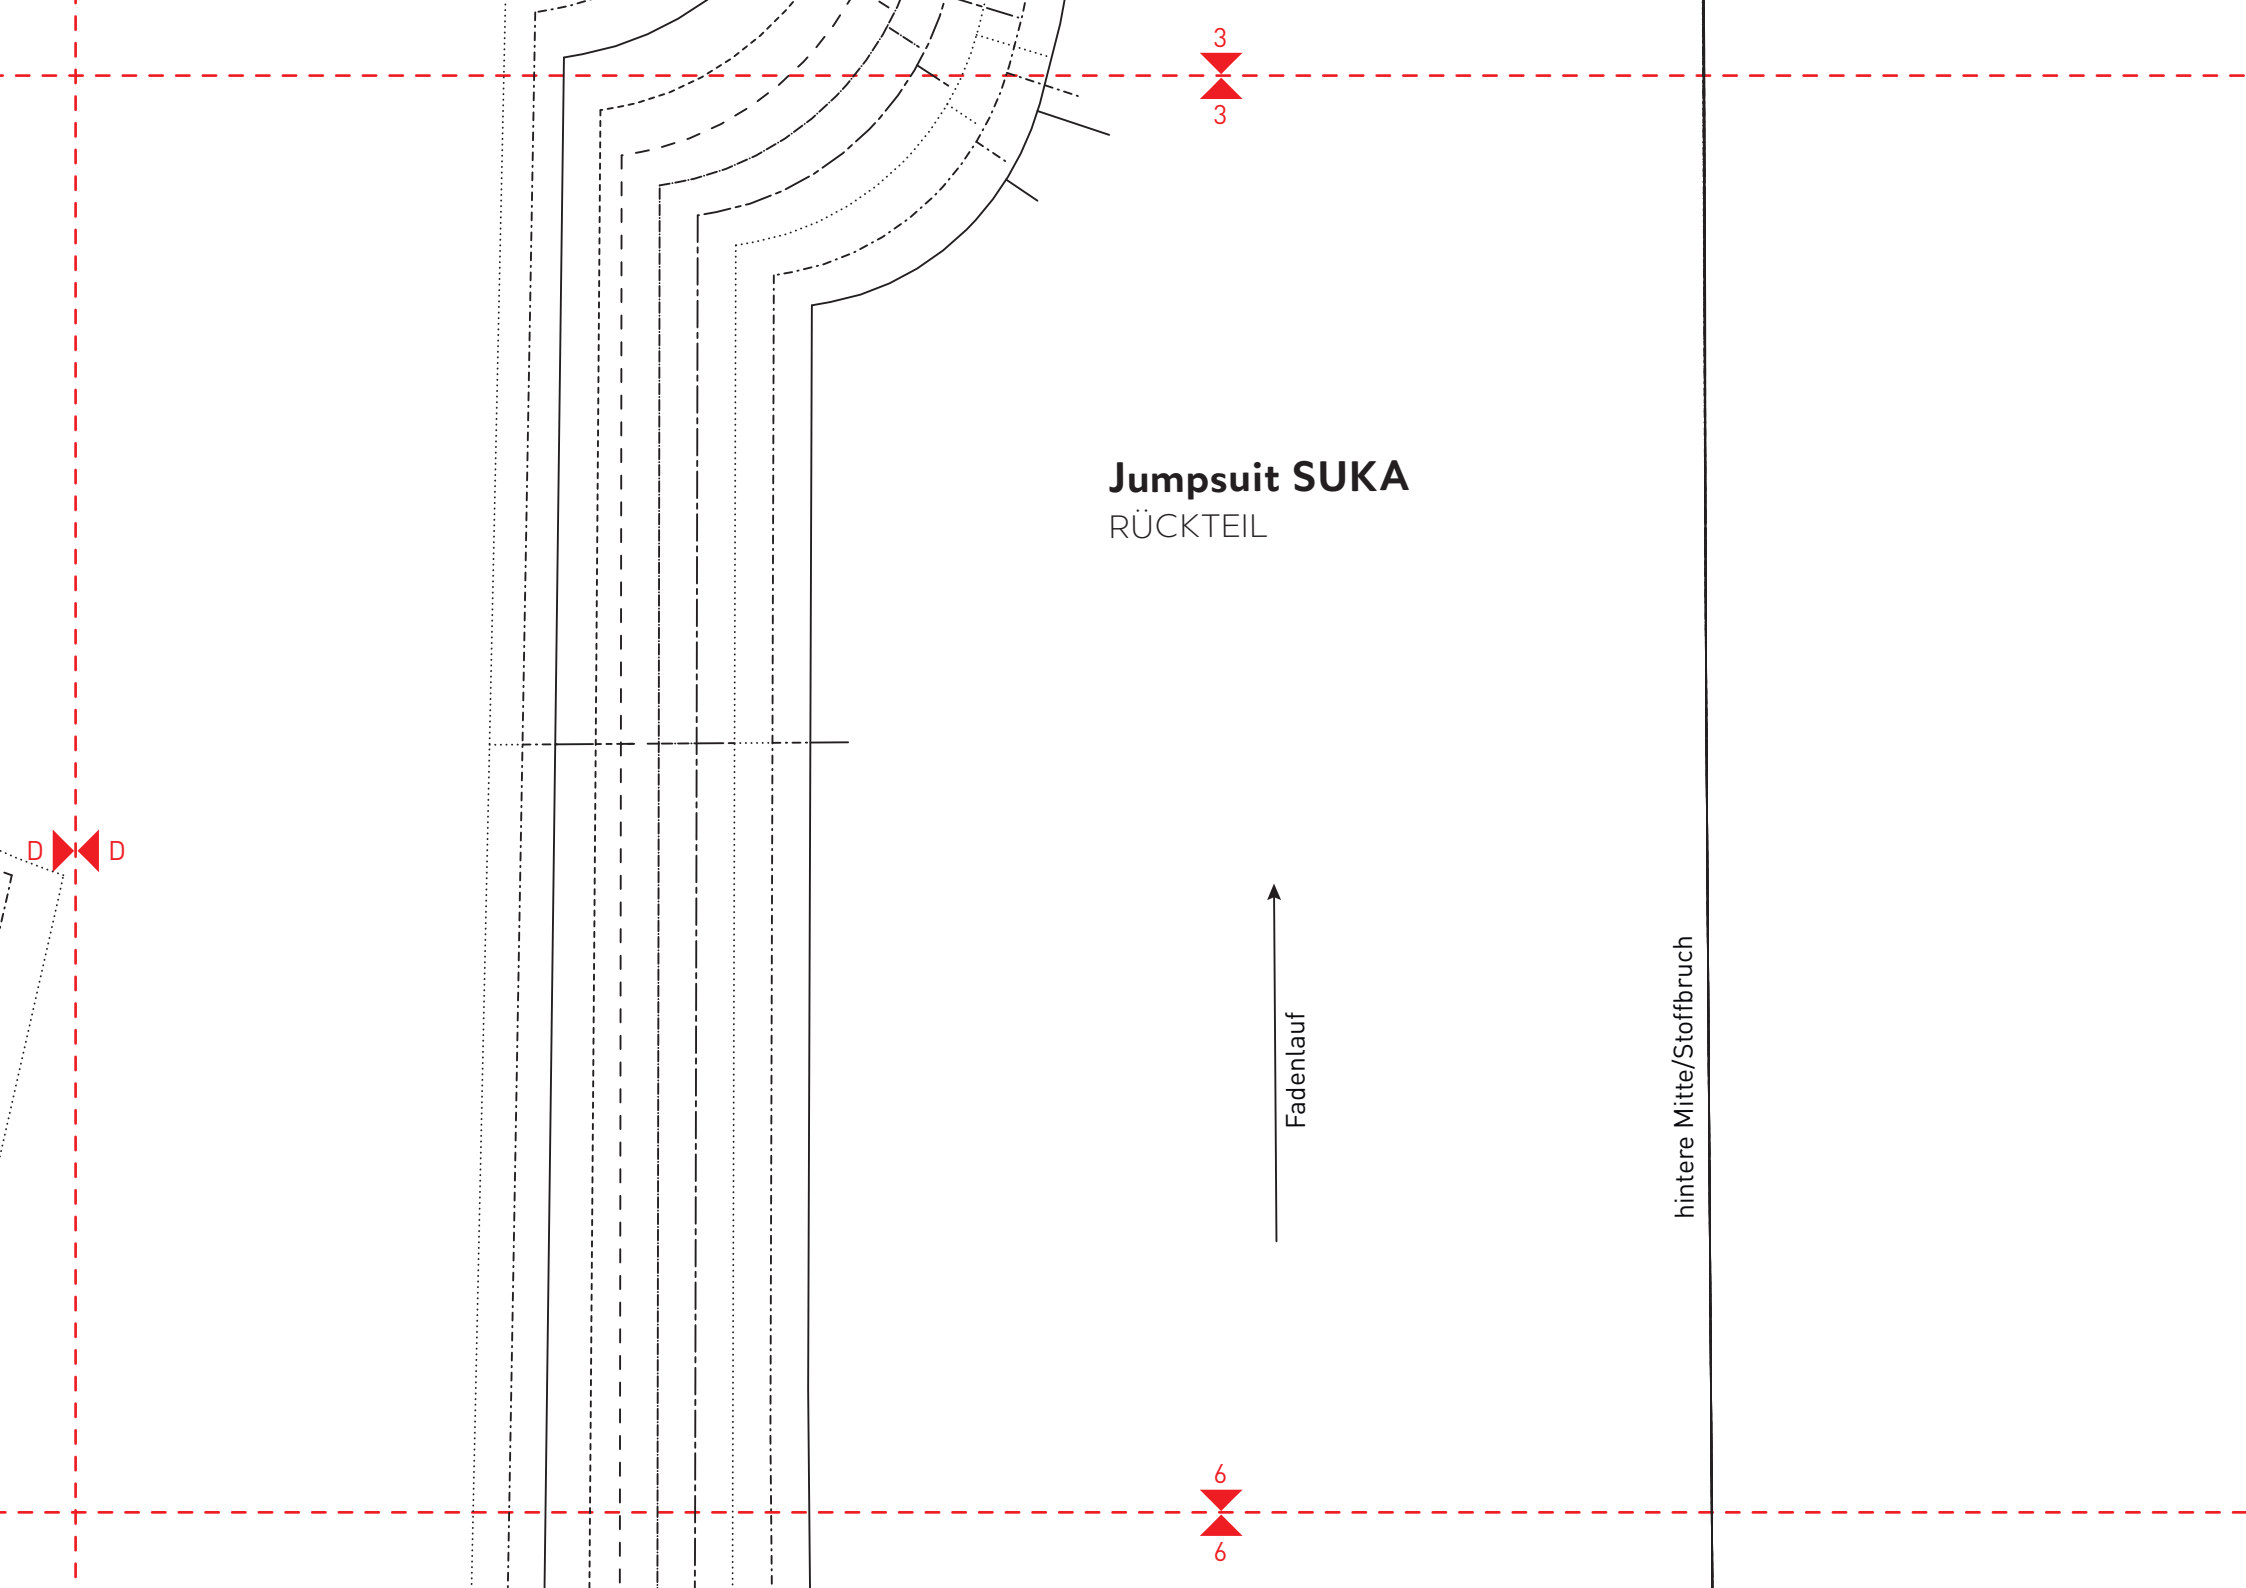 3
3
Jumpsuit SUKA
RÜCKTEIL
D D
Fadenlauf
hintere Mitte/Stoffbruch
6
6